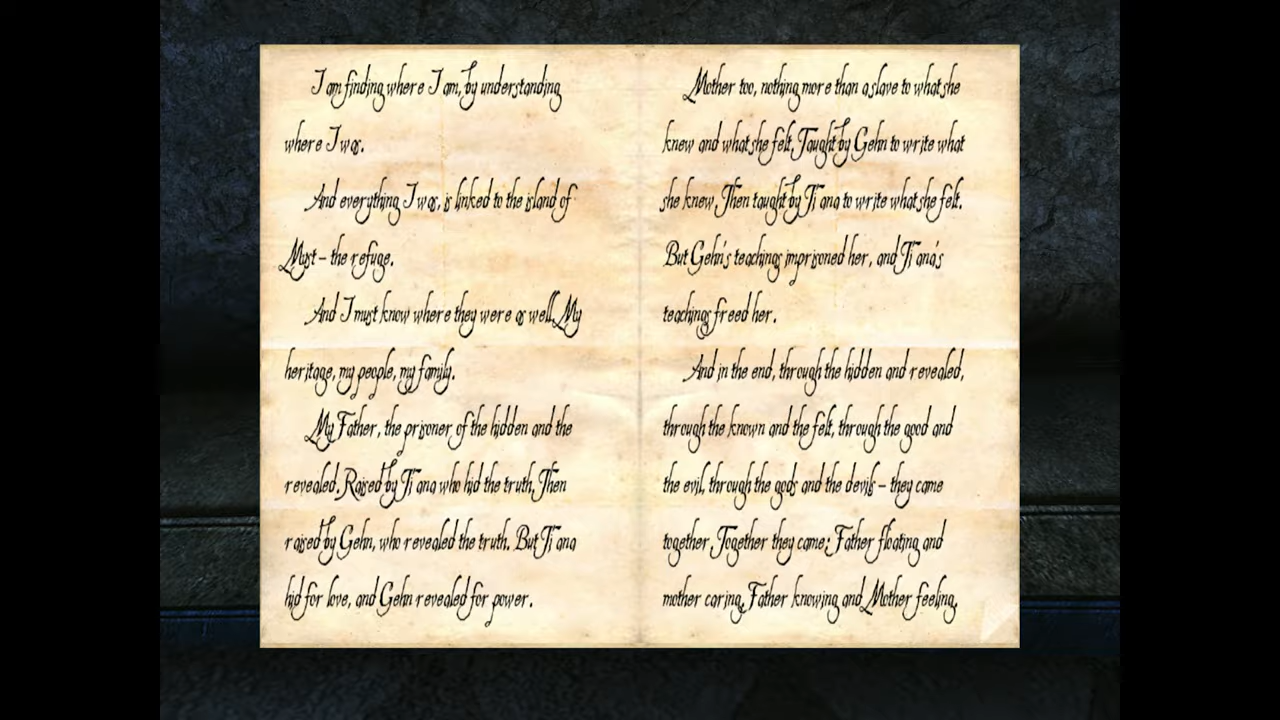 I am finding where I am, by understanding
where I was.
And everything I was, is linked to the island of
Myst - the refuge.
And I must know where they were as well. My
heritage, my people, my family.
My Father, the prisoner of the hidden and the
revealed. Raised by Ti'ana who hid the truth. Then
raised by Gehn, who revealed the truth. But Ti'ana
hid for love, and Gehn revealed for power.
Mother too, nothing more than a slave to what she
knew and what she felt. Taught by Gehn to write what
she knew. Then taught by Ti'ana to write what she felt.
But Gehn's teachings imprisoned her, and Ti'ana's
teachings freed her.
And in the end, through the hidden and revealed,
through the known and the felt, through the good and
the evil, through the gods and the devils - they came
together. Together they came; Father floating and
mother caring. Father knowing and Mother feeling.